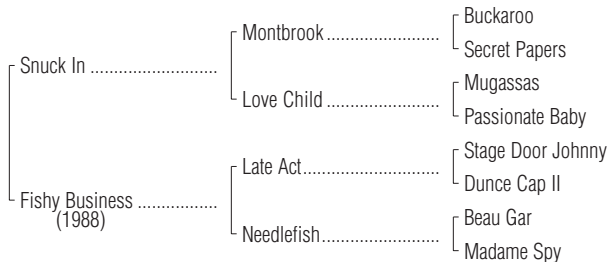 Buckaroo
Montbrook.........................
Secret Papers
Snuck In ............................
Mugassas
Love Child .........................
Passionate Baby
Stage Door Johnny
Late Act..............................
Dunce Cap II
Fishy Business .................
(1988)
Beau Gar
Needlefish..........................
Madame Spy